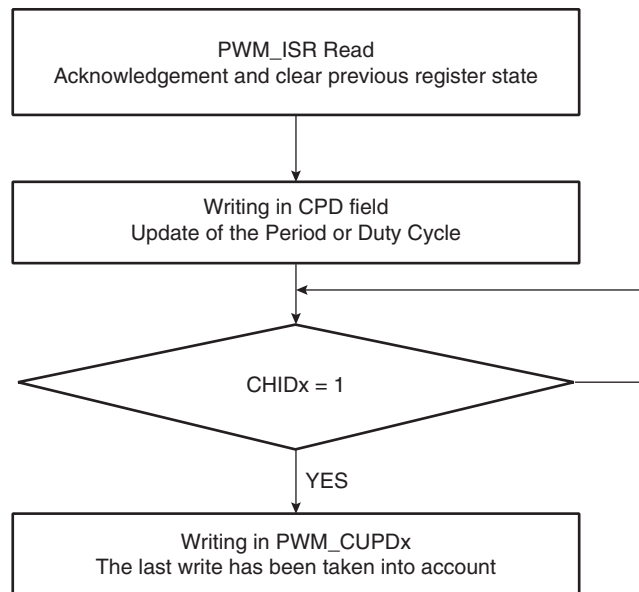 PWM_ISR Read
Acknowledgement and clear previous register state
Writing in CPD field
Update of the Period or Duty Cycle
CHIDx = 1
YES
Writing in PWM_CUPDx
The last write has been taken into account